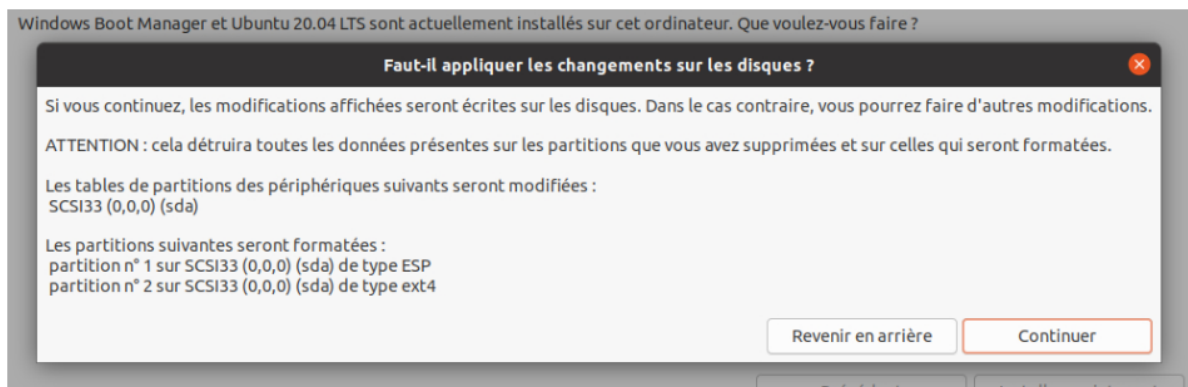 Windows Boot Manager et Ubuntu 20.04 LTS sont actuellement installés sur cet ordinateur. Que voulez-vous faire ?
Faut-il appliquer les changements sur les disques ?
Si vous continuez, les modifications affichées seront écrites sur les disques. Dans le cas contraire, vous pourrez faire d'autres modifications.
ATTENTION : cela détruira toutes les données présentes sur les partitions que vous avez supprimées et sur celles qui seront formatées.
Les tables de partitions des périphériques suivants seront modifiées :
SCSI33 (0,0,0) (sda)
Les partitions suivantes seront formatées :
partition n° 1 sur SCSI33 (0,0,0) (sda) de type ESP
partition n° 2 sur SCSI33 (0,0,0) (sda) de type ext4
Revenir en arrière
Continuer